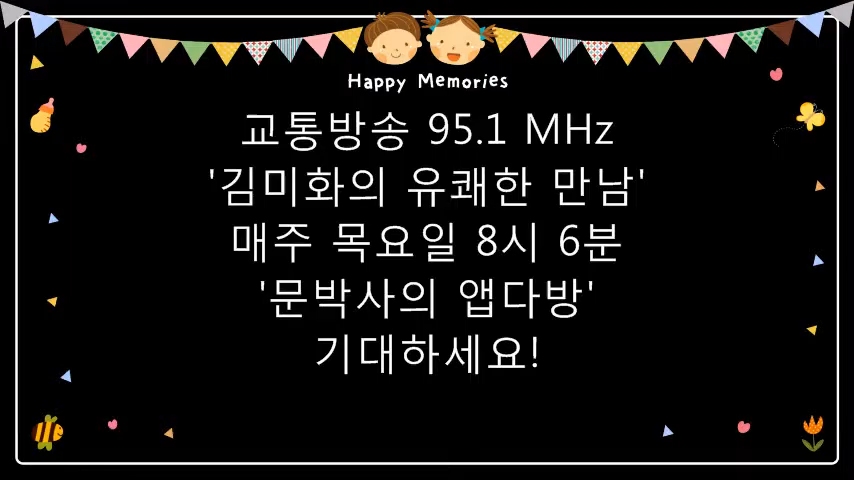 Happy Memories
교통방송 95.1 MHz
'김미화의 유쾌한 만남'
매주 목요일 8시 6분
'문박사의 앱다방'
기대하세요!